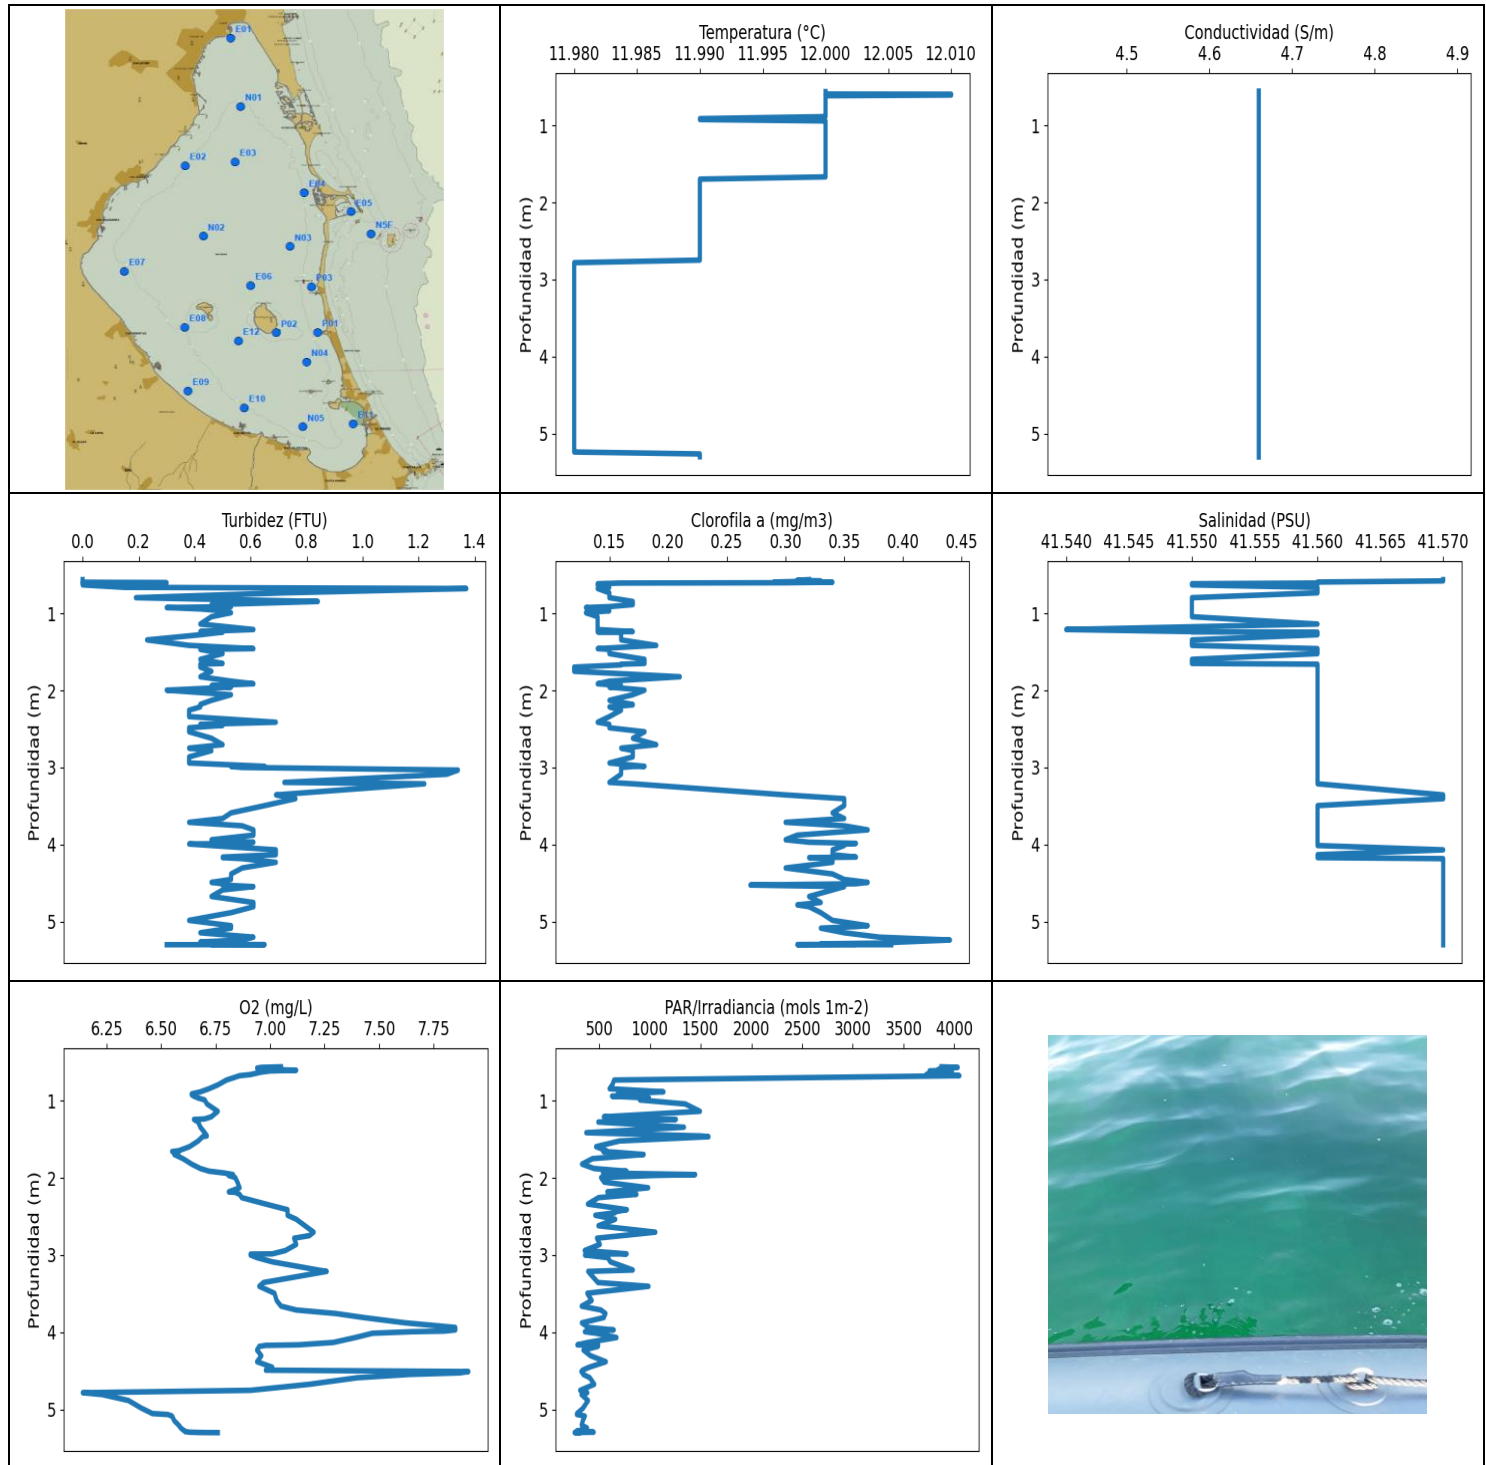 E01
N01
E02
E03
E04
E05
N5E
N02
N03
E07
E06
P03
E08
E12
P02
P01
N04
E09
E10
N05
E11
Temperatura (°C)
11.980 11.985 11.990 11.995 12.000 12.005 12.010
Profundidad (m)
1
2
3
4
5
Conductividad (S/m)
4.5 4.6 4.7 4.8 4.9
Profundidad (m)
1
2
3
4
5
Turbidez (FTU)
0.0 0.2 0.4 0.6 0.8 1.0 1.2 1.4
Profundidad (m)
1
2
3
4
5
Clorofila a (mg/m3)
0.15 0.20 0.25 0.30 0.35 0.40 0.45
Profundidad (m)
1
2
3
4
5
Salinidad (PSU)
41.540 41.545 41.550 41.555 41.560 41.565 41.570
Profundidad (m)
1
2
3
4
5
O2 (mg/L)
6.25 6.50 6.75 7.00 7.25 7.50 7.75
Profundidad (m)
1
2
3
4
5
PAR/Irradiancia (mols 1m-2)
500 1000 1500 2000 2500 3000 3500 4000
Profundidad (m)
1
2
3
4
5